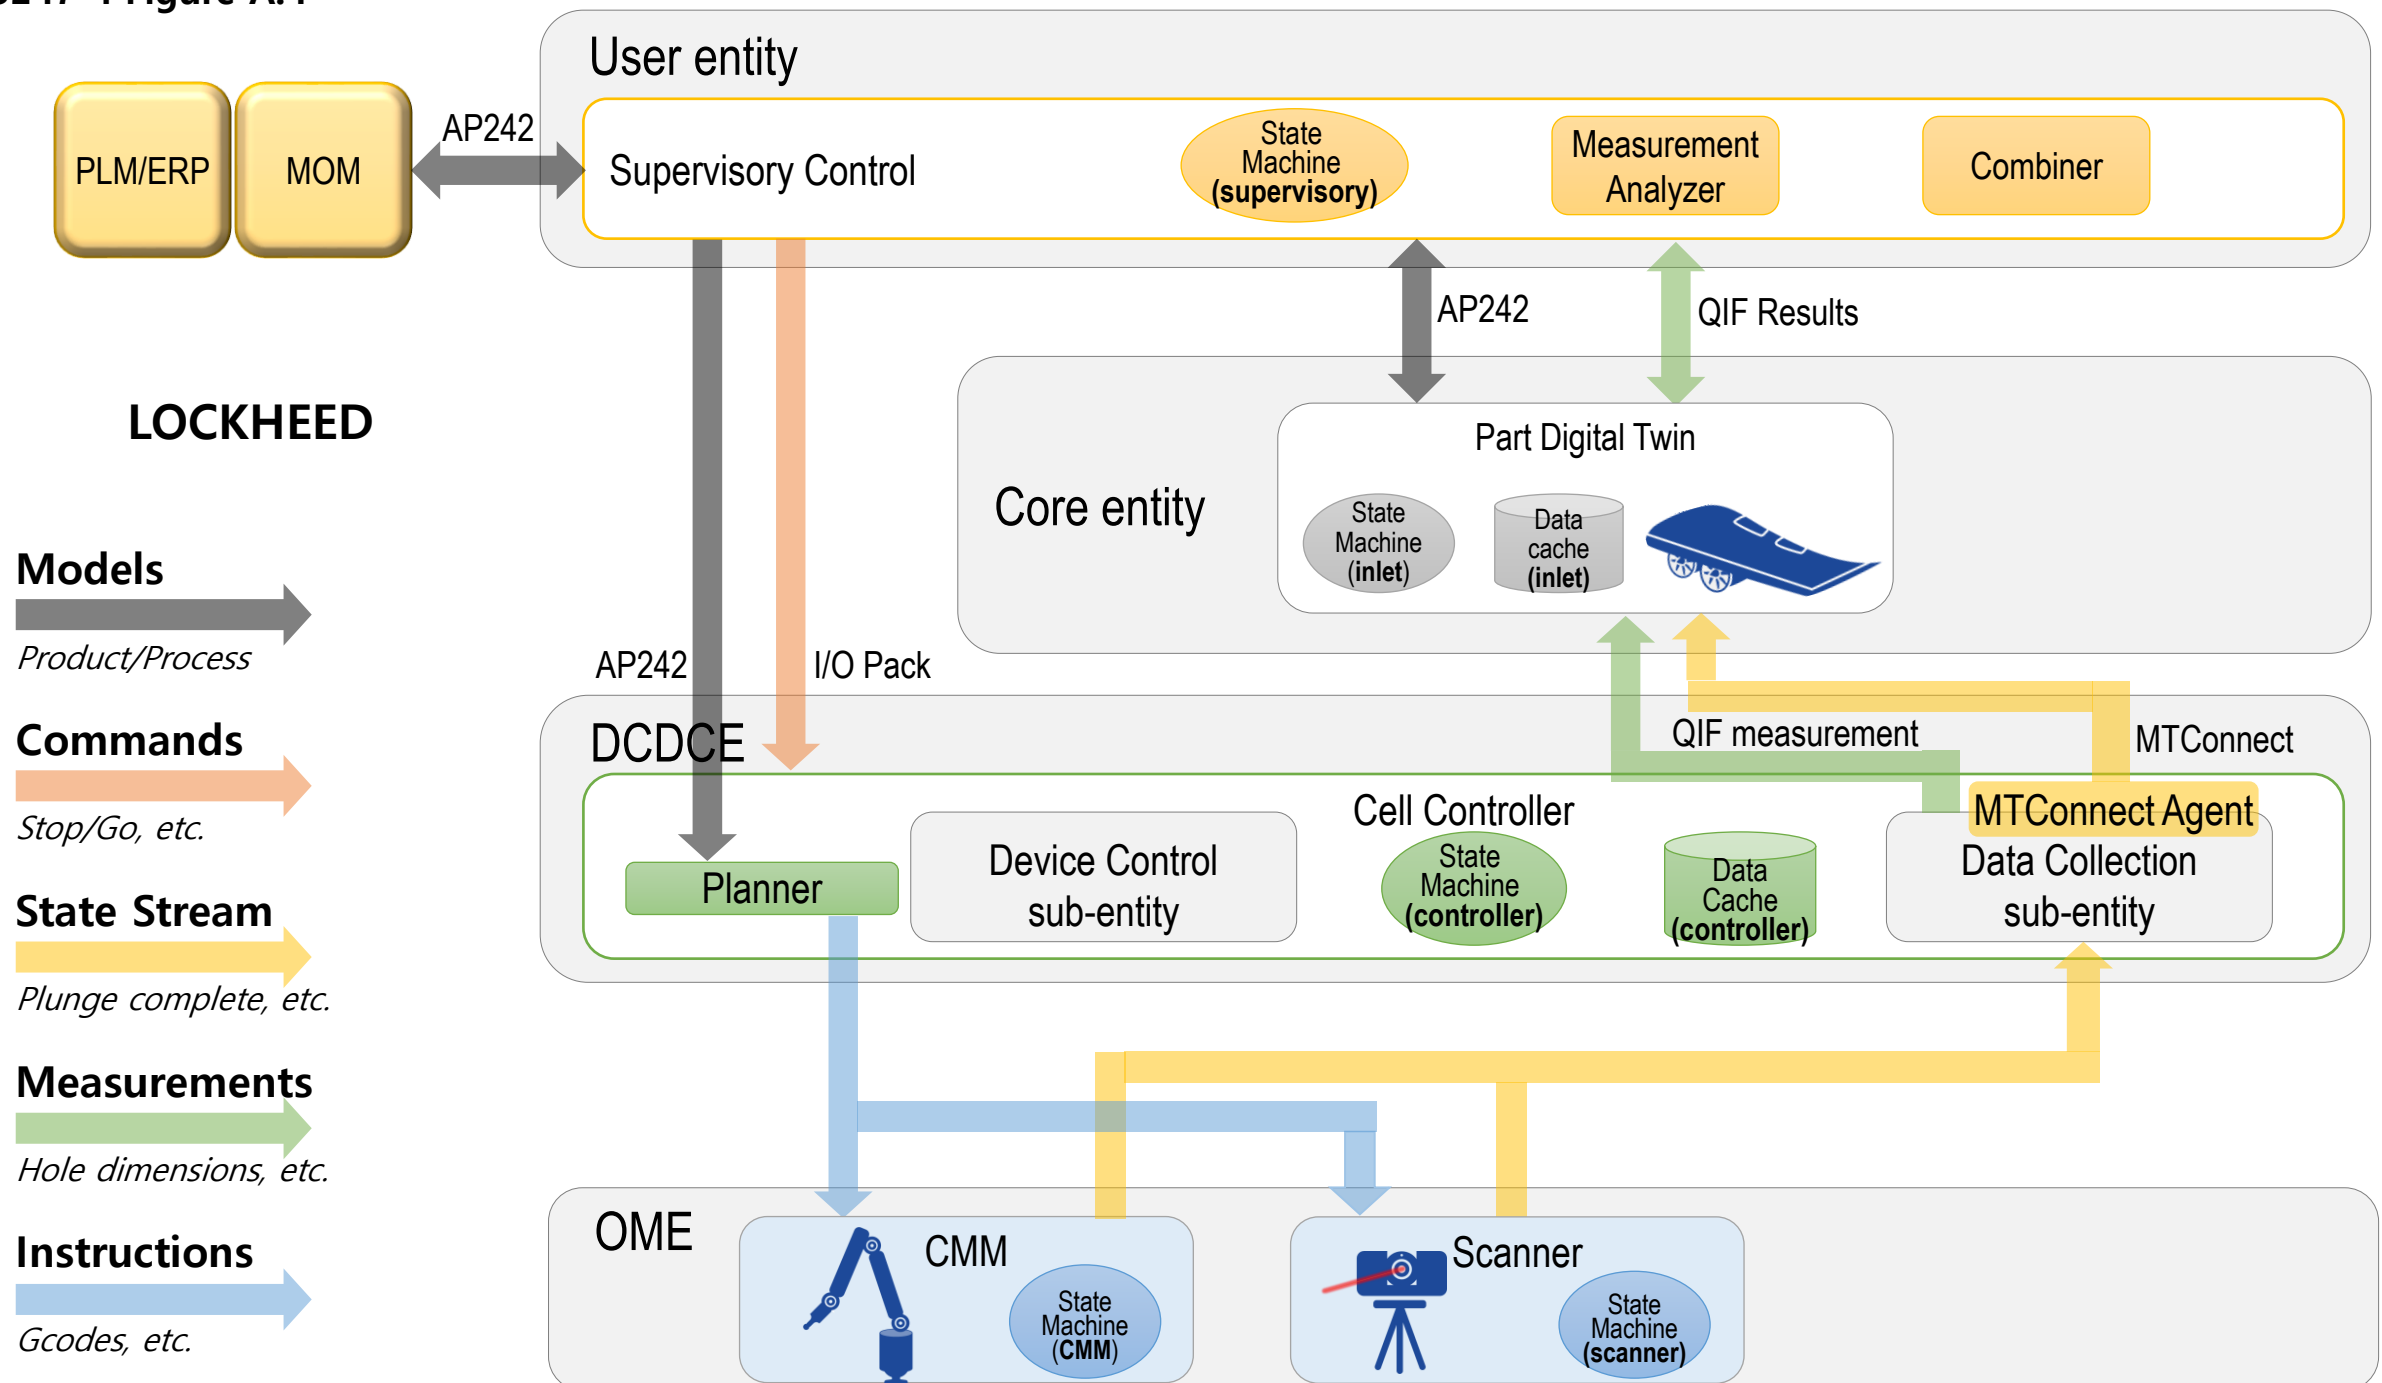 User entity
PLM/ERP
MOM
AP242
Supervisory Control
State
Machine
(supervisory)
Measurement
Analyzer
Combiner
AP242
QIF Results
LOCKHEED
Core entity
Part Digital Twin
State
Machine
(inlet)
Data
cache
(inlet)
Models
Product/Process
AP242
I/O Pack
Commands
Stop/Go, etc.
DCDCE
QIF measurement
MTConnect
Cell Controller
MTConnect Agent
Planner
Device Control
sub-entity
State
Machine
(controller)
Data
Cache
(controller)
Data Collection
sub-entity
State Stream
Plunge complete, etc.
Measurements
Hole dimensions, etc.
Instructions
Gcodes, etc.
OME
CMM
State
Machine
(CMM)
Scanner
State
Machine
(scanner)